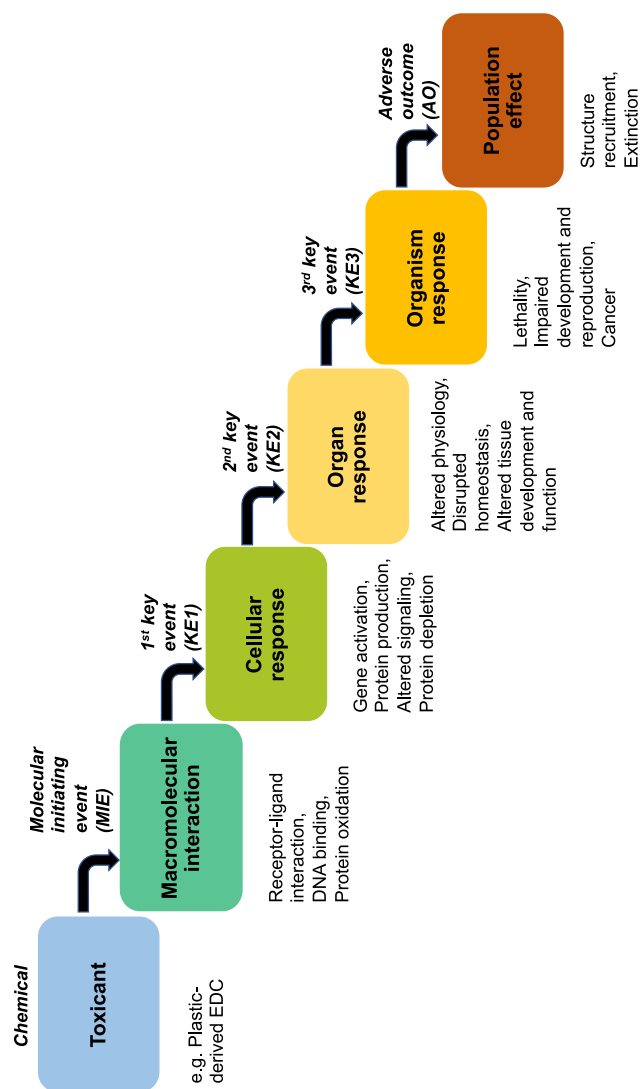 Chemical
Toxicant
e.g. Plastic-
derived EDC
Molecular
initiating
event
(MIE)
Macromolecular
interaction
Receptor-ligand
interaction,
DNA binding,
Protein oxidation
1st key
event
(KE1)
Cellular
response
Gene activation,
Protein production,
Altered signaling,
Protein depletion
2nd key
event
(KE2)
Organ
response
Altered physiology,
Disrupted
homeostasis,
Altered tissue
development and
function
3rd key
event
(KE3)
Organism
response
Lethality,
Impaired
development and
reproduction,
Cancer
Adverse
outcome
(AO)
Population
effect
Structure
recruitment,
Extinction